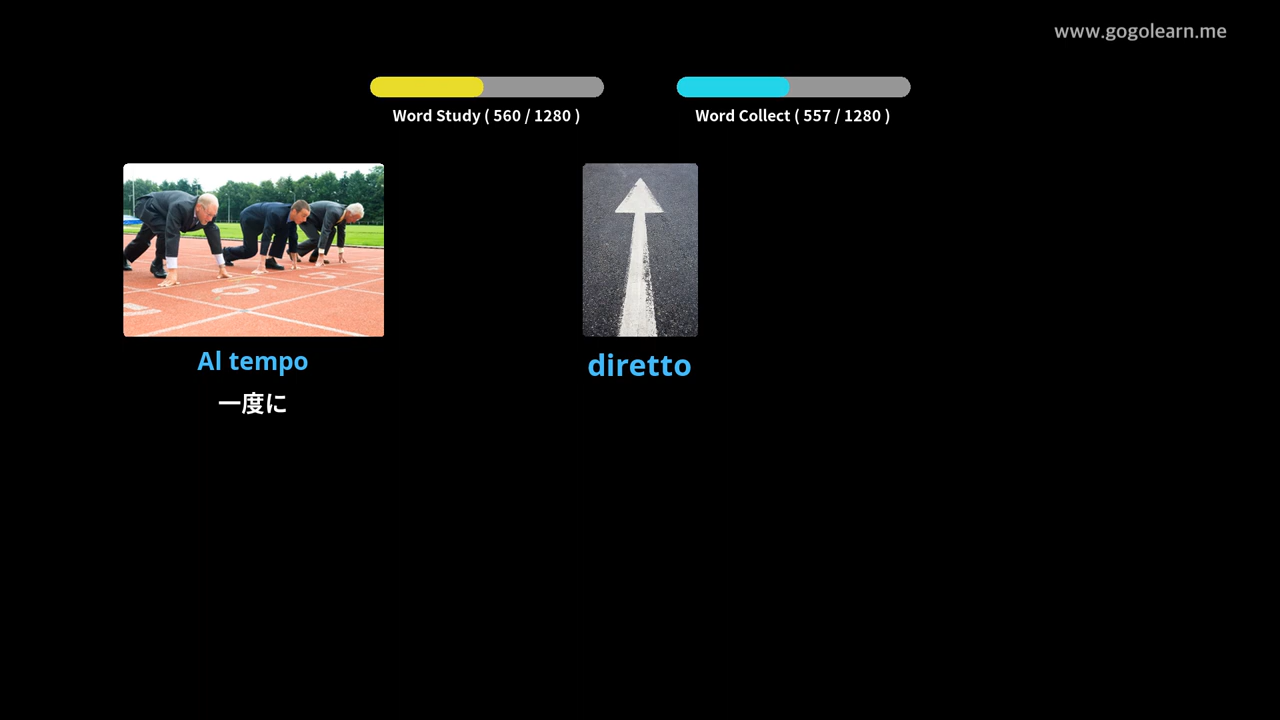 www.gogolearn.me
Word Study ( 560 / 1280 )
Word Collect ( 557 / 1280 )
Al tempo
一度に
diretto